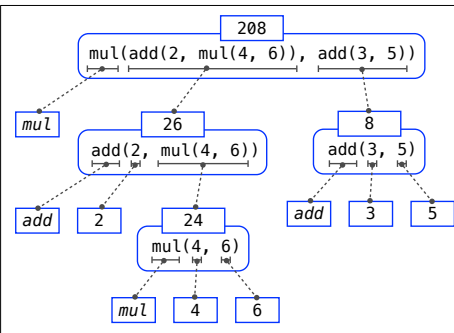 208
mul(add(2, mul(4, 6)), add(3, 5))
mul
26
8
add(2, mul(4, 6))
add(3, 5)
add
2
24
add
3
5
mul(4, 6)
mul
4
6